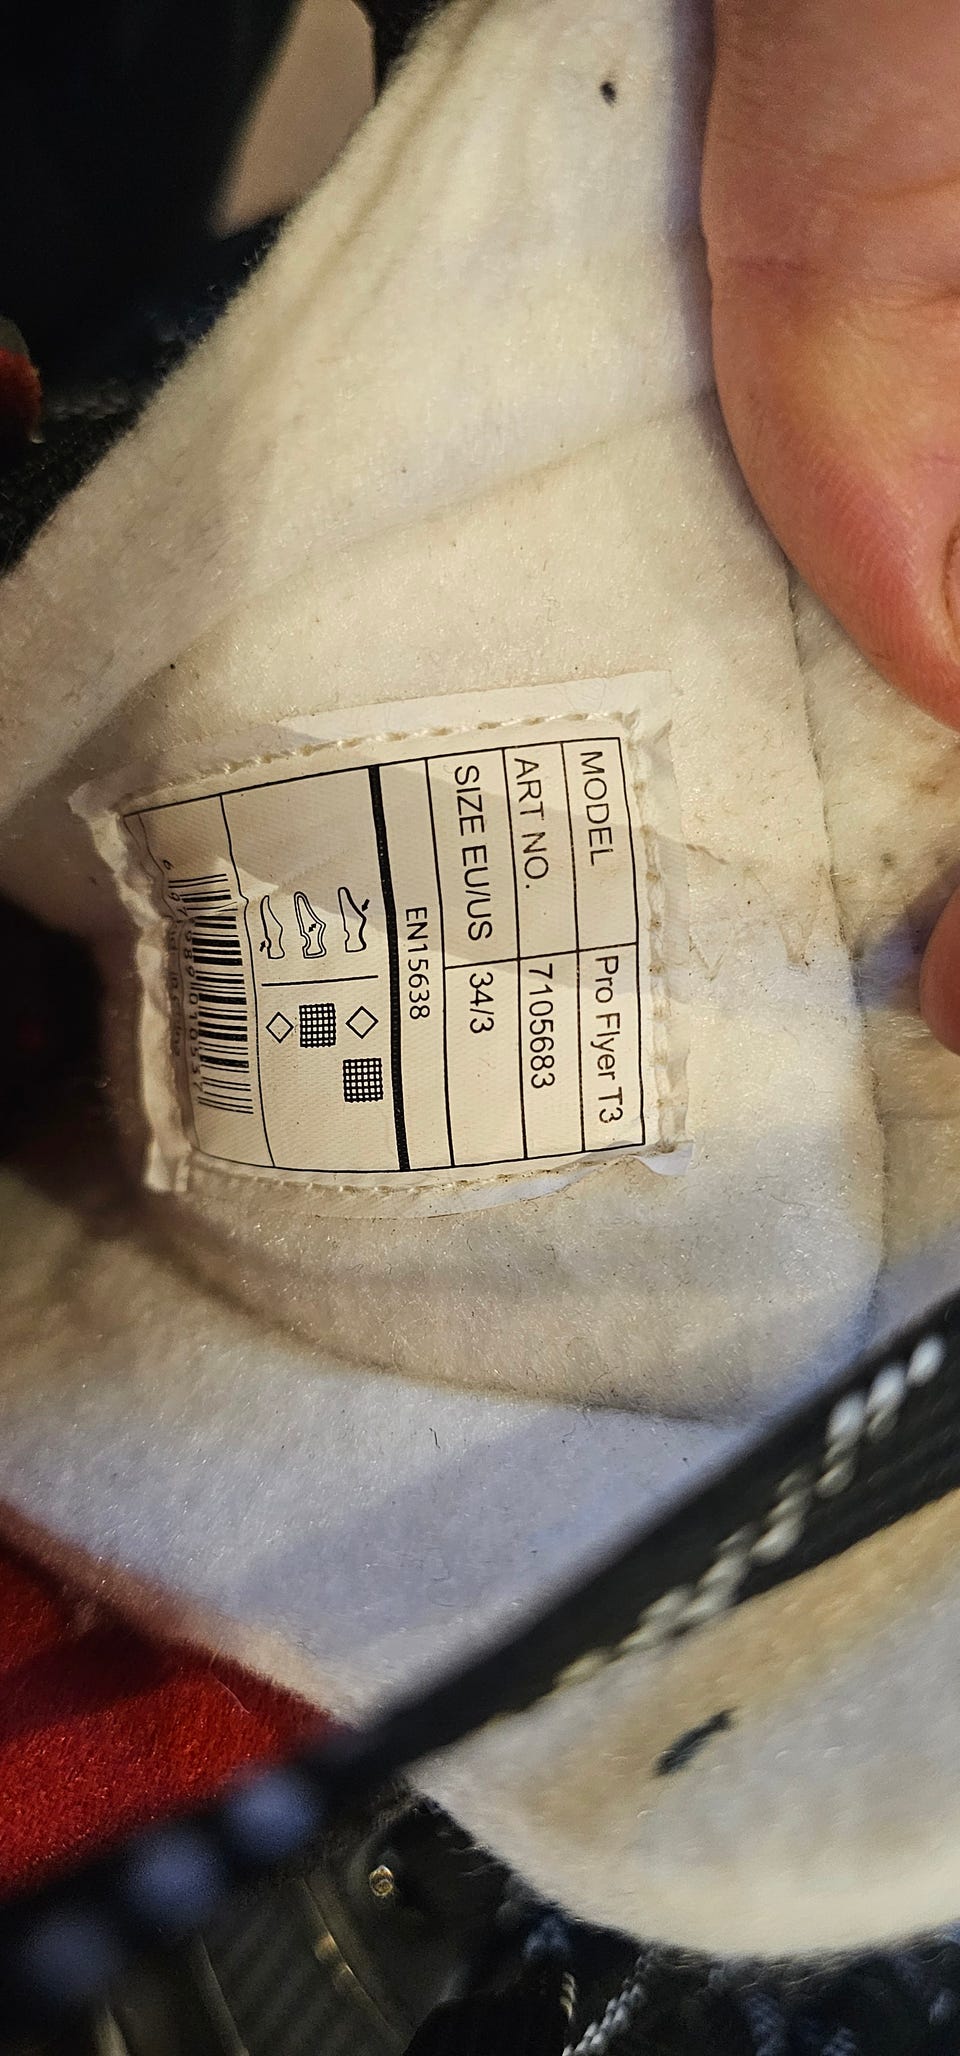 MODEL Pro Flyer T3
ART NO. 7105683
SIZE EU/US 34/3
EN15638